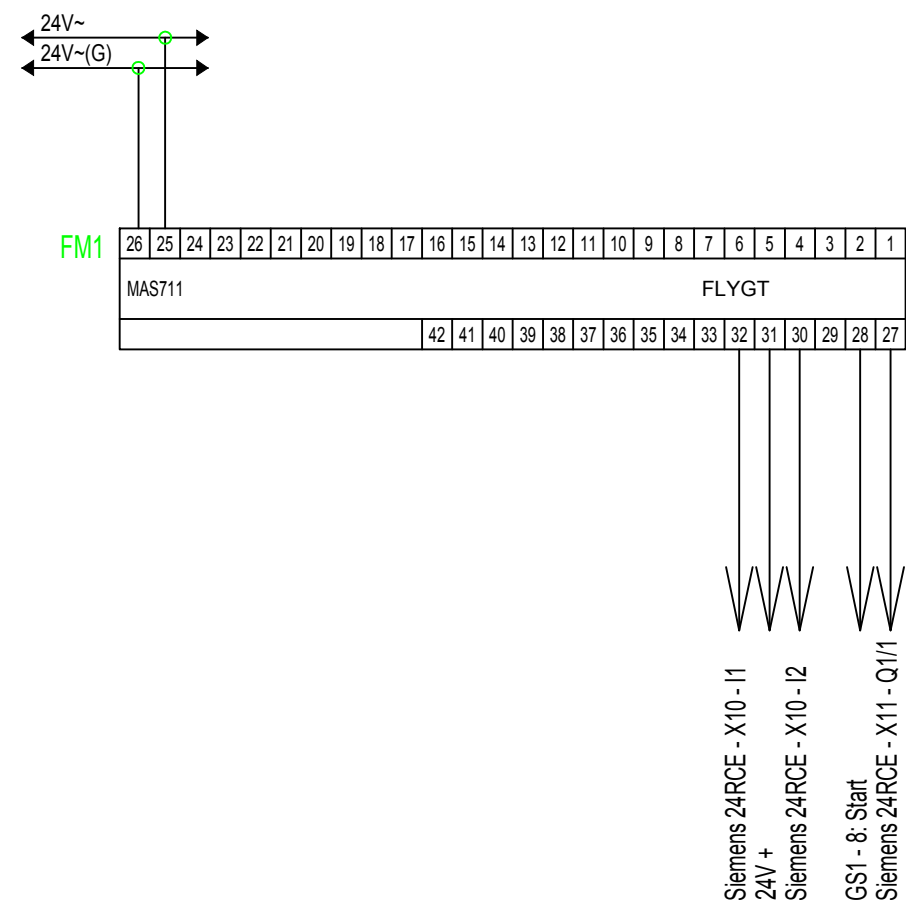 24V~
24V~(G)
FM1
26 25 24 23 22 21 20 19 18 17 16 15 14 13 12 11 10 9 8 7 6 5 4 3 2 1
MAS711 FLYGT
42 41 40 39 38 37 36 35 34 33 32 31 30 29 28 27
Siemens 24RCE - X10 - I1
24V +
Siemens 24RCE - X10 - I2
GS1 - 8: Start
Siemens 24RCE - X11 - Q1/1